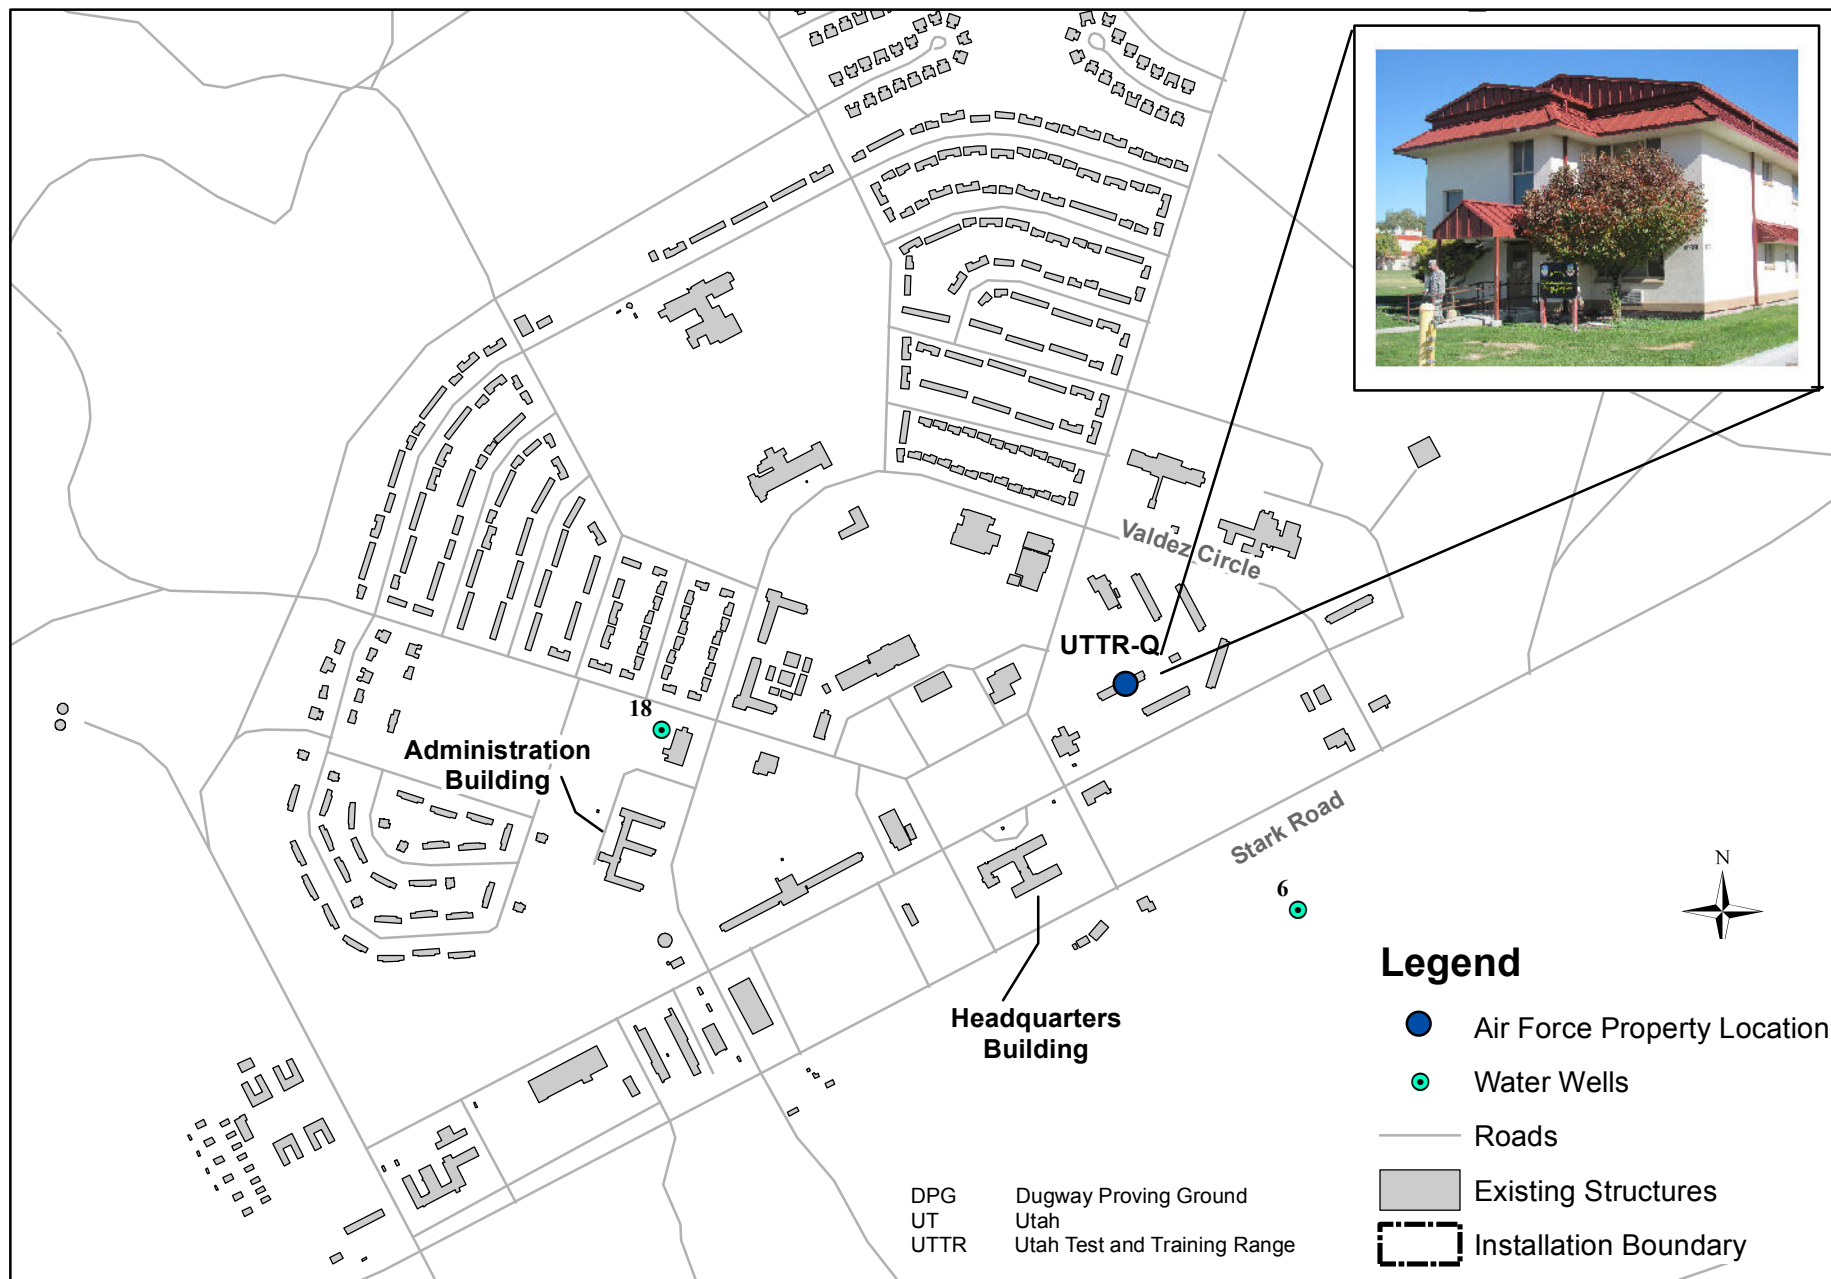 Valdez Circle
UTTR-Q
18
Administration
Building
Stark Road
6
N
Headquarters
Building
Legend
Air Force Property Location
Water Wells
Roads
Existing Structures
Installation Boundary
DPG Dugway Proving Ground
UT Utah
UTTR Utah Test and Training Range